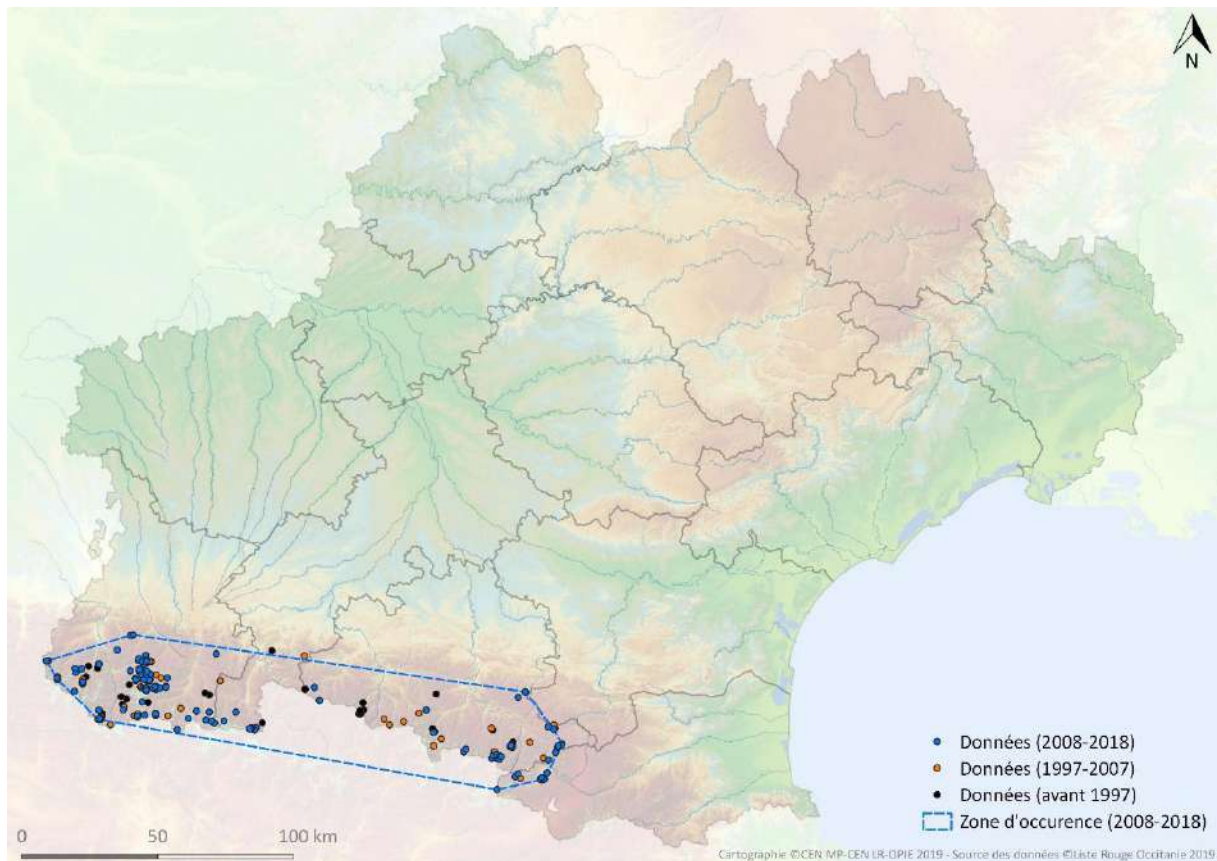 N
Données (2008-2018)
Données (1997-2007)
Données (avant 1997)
Zone d'occurence (2008-2018)
0 50 100 km
Cartographie ©CEN MP-CEN LR-OPIE 2019 - Source des données ©Liste Rouge Occitanie 2019